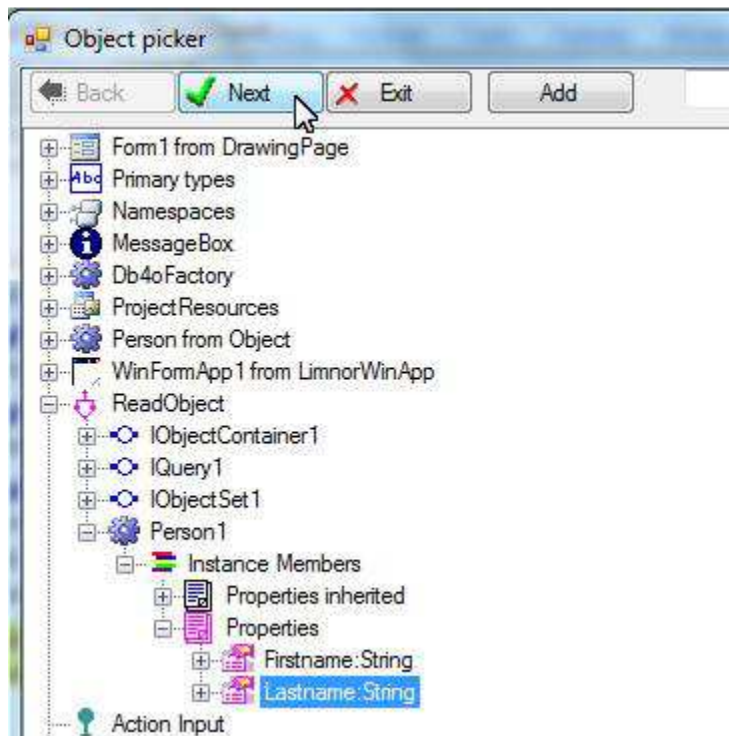 Object picker
Back Next Exit Add
Form1 from DrawingPage
Abc Primary types
Namespaces
MessageBox
Db4oFactory
ProjectResources
Person from Object
WinFormApp1 from LimnorWinApp
ReadObject
IObjectContainer1
IQuery1
IObjectSet1
Person1
Instance Members
Properties inherited
Properties
Firstname:String
Lastname:String
Action Input